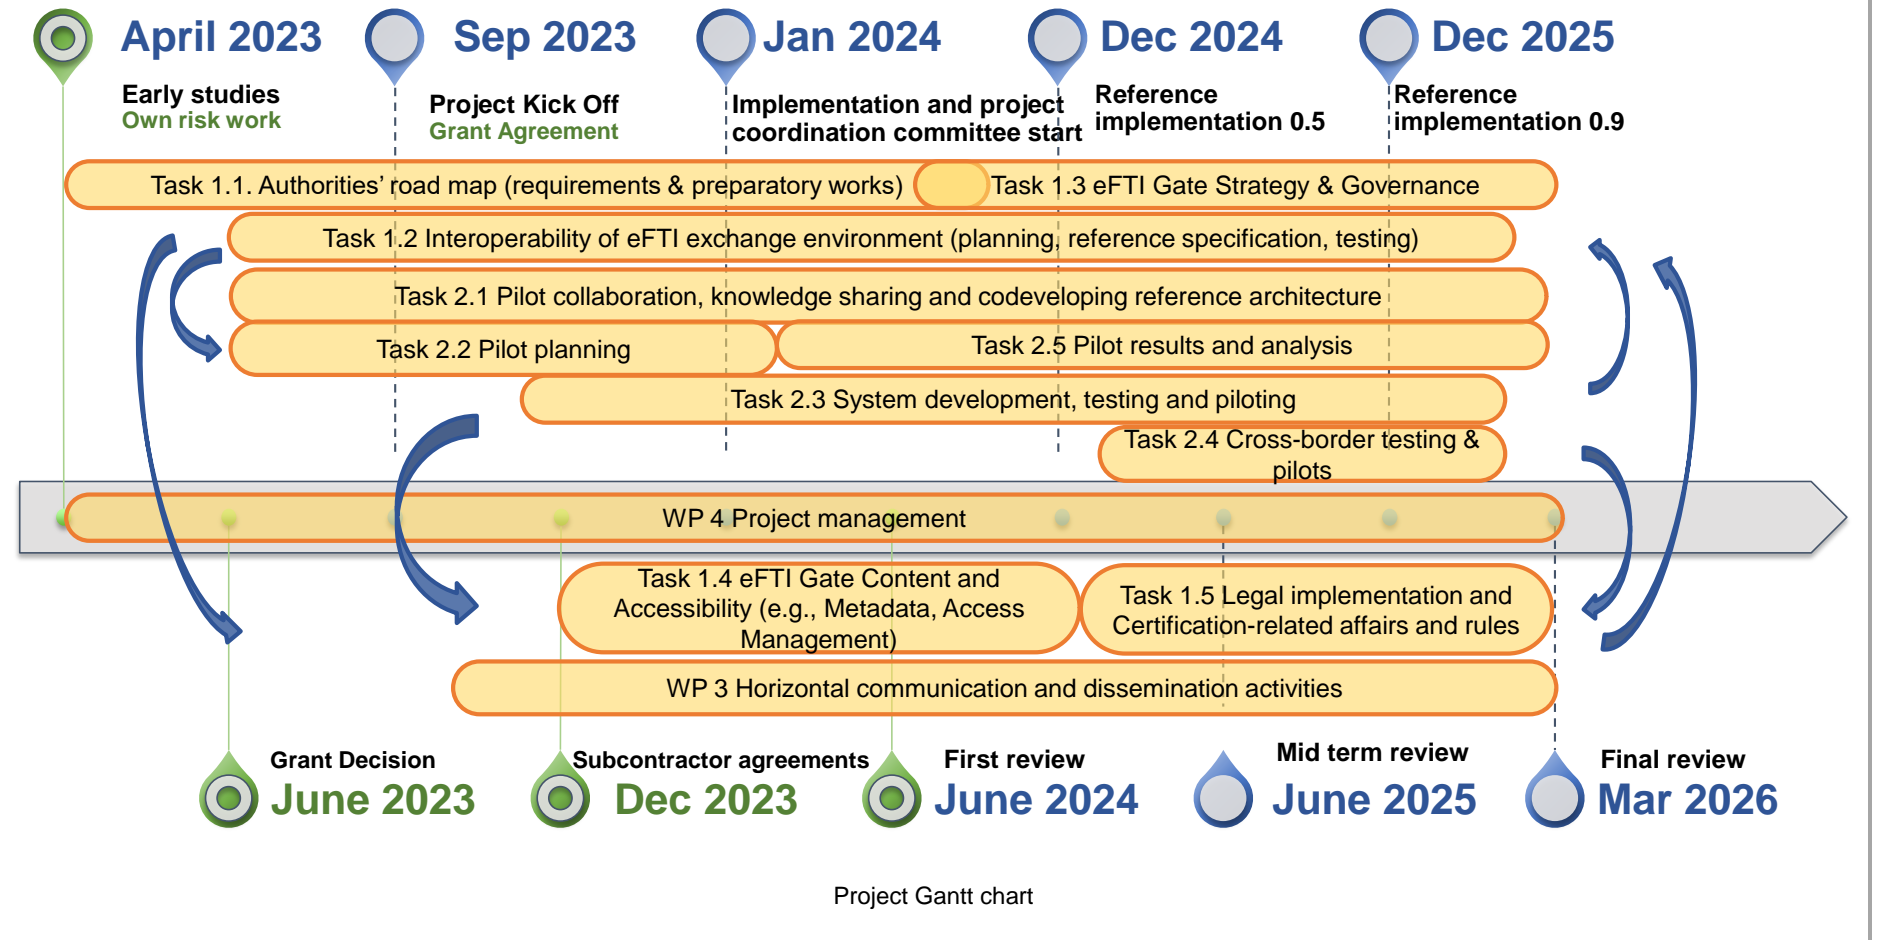 April 2023
Sep 2023
Jan 2024
Dec 2024
Dec 2025
Early studies
Own risk work
Project Kick Off
Grant Agreement
Implementation and project
coordination committee start
Reference
implementation 0.5
Reference
implementation 0.9
Task 1.1. Authorities’ road map (requirements & preparatory works)
Task 1.3 eFTI Gate Strategy & Governance
Task 1.2 Interoperability of eFTI exchange environment (planning, reference specification, testing)
Task 2.1 Pilot collaboration, knowledge sharing and codeveloping reference architecture
Task 2.2 Pilot planning
Task 2.5 Pilot results and analysis
Task 2.3 System development, testing and piloting
Task 2.4 Cross-border testing &
pilots
WP 4 Project management
Task 1.4 eFTI Gate Content and
Accessibility (e.g., Metadata, Access
Management)
Task 1.5 Legal implementation and
Certification-related affairs and rules
WP 3 Horizontal communication and dissemination activities
Grant Decision
June 2023
Subcontractor agreements
Dec 2023
First review
June 2024
Mid term review
June 2025
Final review
Mar 2026
Project Gantt chart